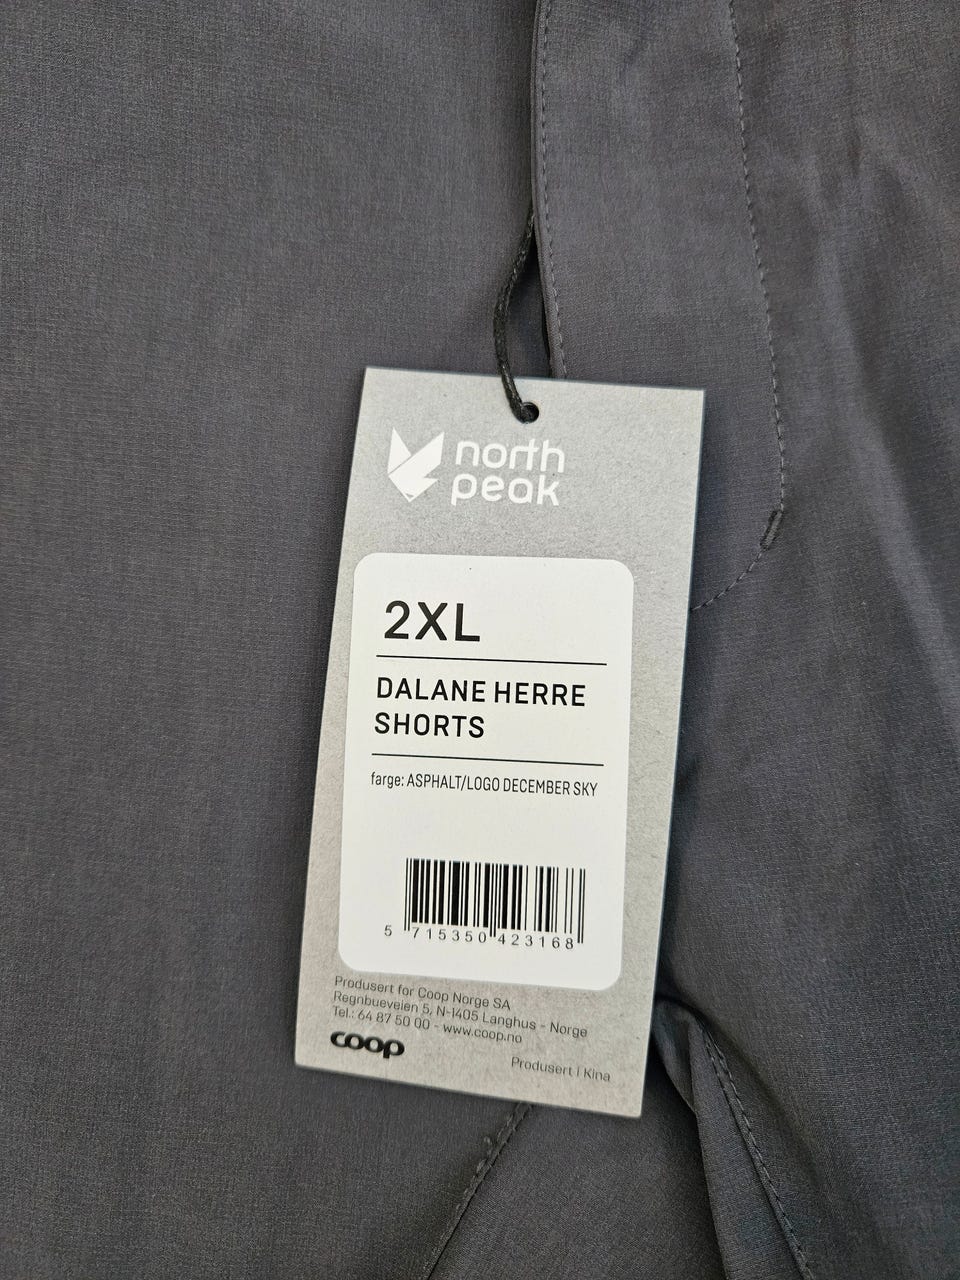 north
peak
2XL
DALANE HERRE
SHORTS
farge: ASPHALT/LOGO DECEMBER SKY
5 715350 423168
Produsert for Coop Norge SA
Regnbueveien 5, N-1405 Langhus - Norge
Tel.: 64 87 50 00 - www.coop.no
coop
Produsert i Kina